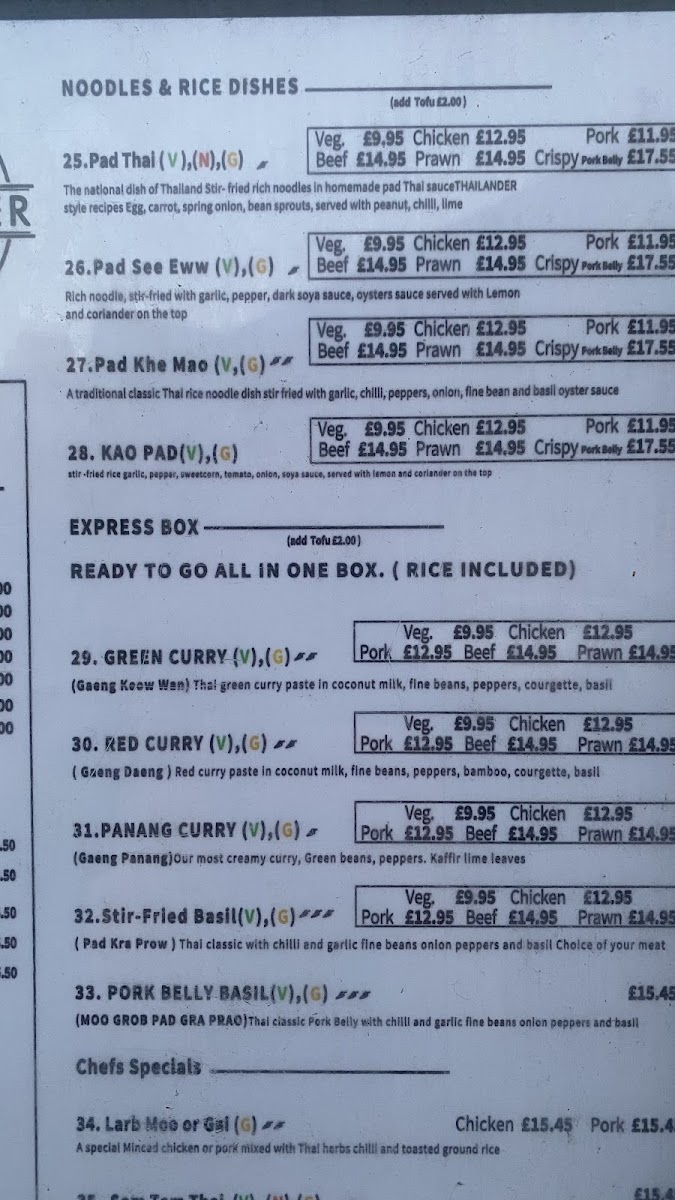 NOODLES & RICE DISHES
(add Tofu £2.00)
Veg. £9.95 Chicken £12.95 Pork £11.95
25.Pad Thai (V),(N),(G) Beef £14.95 Prawn £14.95 Crispy Pork Belly £17.55
The national dish of Thailand Stir-fried rich noodles in homemade pad Thai sauceTHAILANDER
style recipes Egg, carrot, spring onion, bean sprouts, served with peanut, chilli, lime
ER
Veg. £9.95 Chicken £12.95 Pork £11.95
26.Pad See Eww (V),(G) Beef £14.95 Prawn £14.95 Crispy Pork Belly £17.55
Rich noodle, stir-fried with garlic, pepper, dark soya sauce, oysters sauce served with Lemon
and coriander on the top
Veg. £9.95 Chicken £12.95 Pork £11.95
Beef £14.95 Prawn £14.95 Crispy Pork Belly £17.55
27.Pad Khe Mao (V,(G)
A traditional classic Thai rice noodle dish stir fried with garlic, chilli, peppers, onion, fine bean and basil oyster sauce
Veg. £9.95 Chicken £12.95 Pork £11.95
28. KAO PAD(V),(G) Beef £14.95 Prawn £14.95 Crispy Pork Belly £17.55
stir-fried rice garlic, pepper, sweetcorn, tomato, onion, soya sauce, served with lemon and coriander on the top
EXPRESS BOX
(add Tofu £2.00)
READY TO GO ALL IN ONE BOX. ( RICE INCLUDED)
Veg. £9.95 Chicken £12.95
29. GREEN CURRY (V),(G) Pork £12.95 Beef £14.95 Prawn £14.95
(Gaeng Keow Wan) Thai green curry paste in coconut milk, fine beans, peppers, courgette, basil
Veg. £9.95 Chicken £12.95
30. RED CURRY (V),(G) Pork £12.95 Beef £14.95 Prawn £14.95
( Gaeng Daeng ) Red curry paste in coconut milk, fine beans, peppers, bamboo, courgette, basil
Veg. £9.95 Chicken £12.95
31.PANANG CURRY (V),(G) Pork £12.95 Beef £14.95 Prawn £14.95
(Gaeng Panang)Our most creamy curry, Green beans, peppers. Kaffir lime leaves
Veg. £9.95 Chicken £12.95
32.Stir-Fried Basil(V),(G) Pork £12.95 Beef £14.95 Prawn £14.95
( Pad Kra Prow ) Thai classic with chilli and garlic fine beans onion peppers and basil Choice of your meat
33. PORK BELLY BASIL(V),(G) £15.45
(MOO GROB PAD GRA PRAO)Thai classic Pork Belly with chilli and garlic fine beans onion peppers and basil
Chefs Specials
34. Larb Moo or Gai (G) Chicken £15.45 Pork £15.4
A special Minced chicken or pork mixed with Thai herbs chilli and toasted ground rice